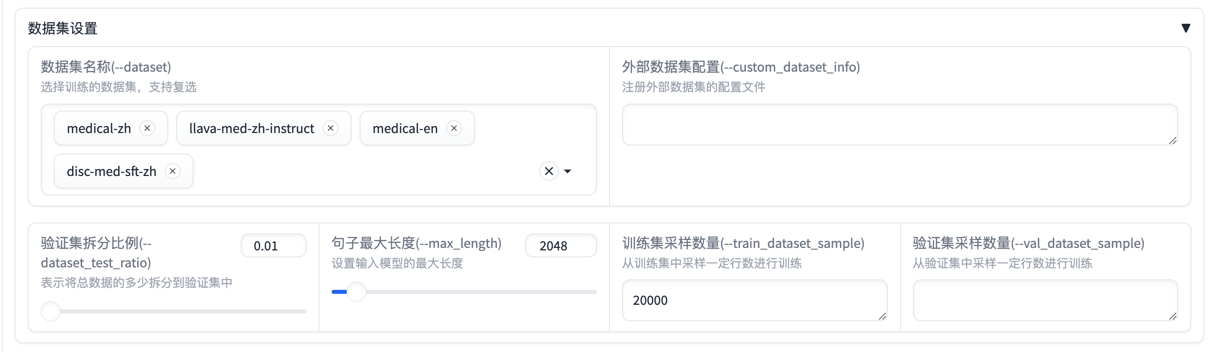 数据集设置
数据集名称(--dataset)
选择训练的数据集，支持复选
medical-zh
llava-med-zh-instruct
medical-en
disc-med-sft-zh
外部数据集配置(--custom_dataset_info)
注册外部数据集的配置文件
验证集拆分比例(--
dataset_test_ratio)
0.01
表示将总数据的多少拆分到验证集中
句子最大长度(--max_length)
2048
设置输入模型的最大长度
训练集采样数量(--train_dataset_sample)
从训练集中采样一定行数进行训练
20000
验证集采样数量(--val_dataset_sample)
从验证集中采样一定行数进行训练